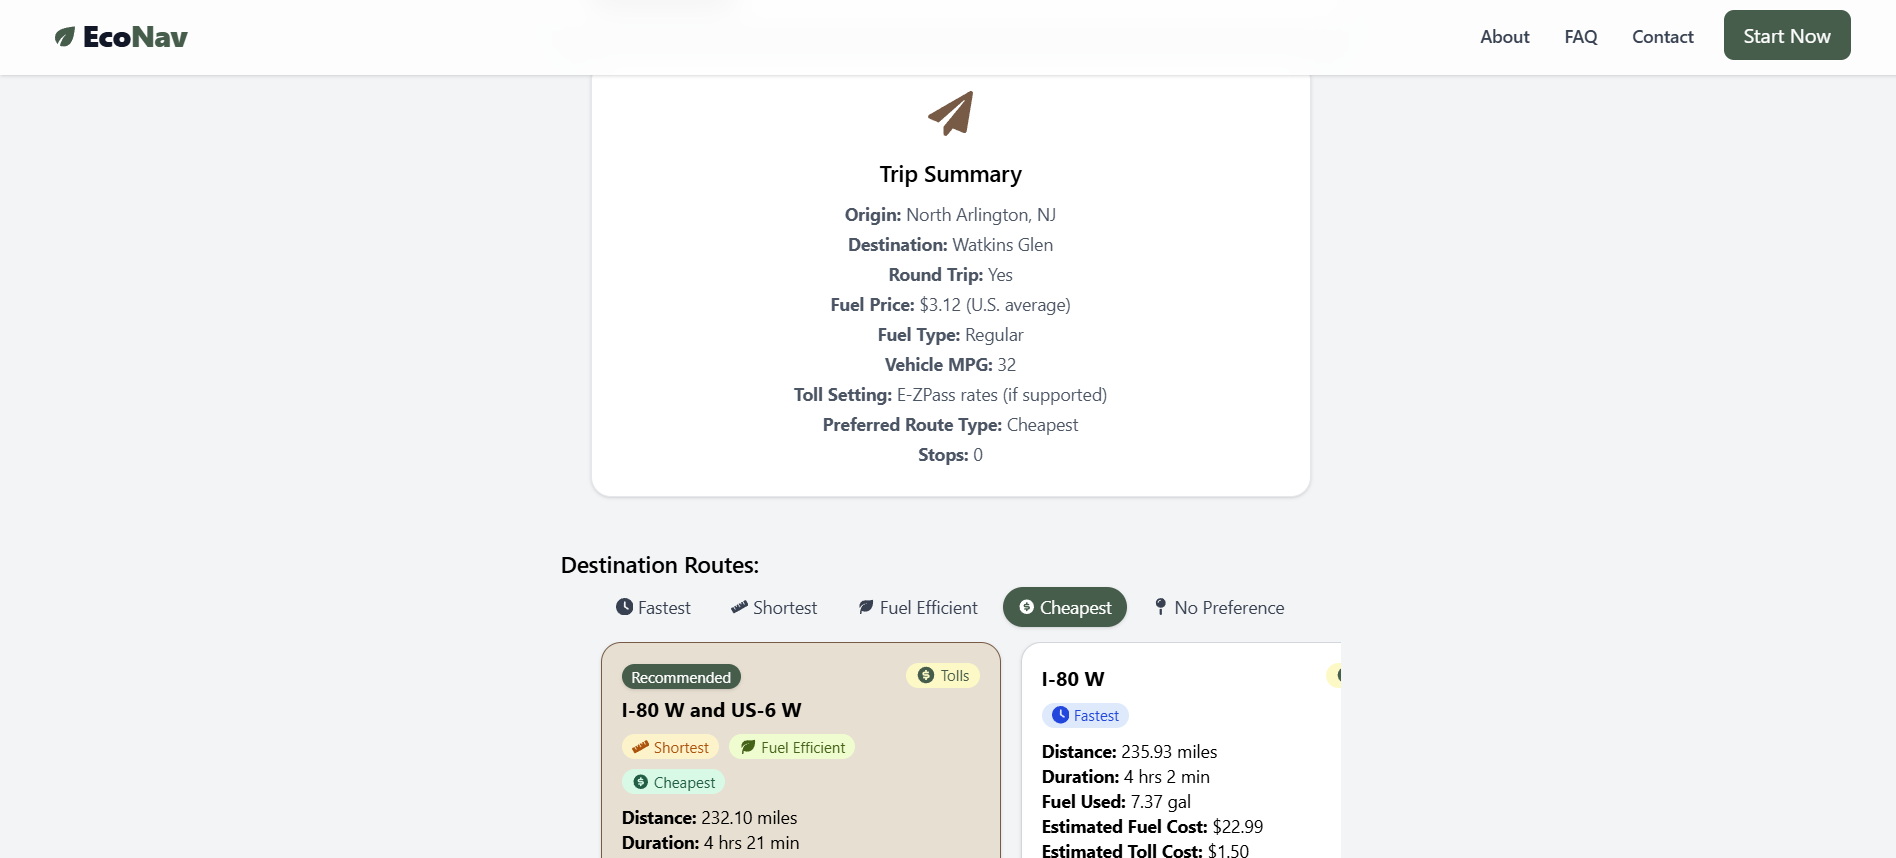 EcoNav
About FAQ Contact Start Now
Trip Summary
Origin: North Arlington, NJ
Destination: Watkins Glen
Round Trip: Yes
Fuel Price: $3.12 (U.S. average)
Fuel Type: Regular
Vehicle MPG: 32
Toll Setting: E-ZPass rates (if supported)
Preferred Route Type: Cheapest
Stops: 0
Destination Routes:
Fastest Shortest Fuel Efficient Cheapest No Preference
Recommended Tolls
I-80 W and US-6 W
Shortest Fuel Efficient
Cheapest
Distance: 232.10 miles
Duration: 4 hrs 21 min
I-80 W
Fastest
Distance: 235.93 miles
Duration: 4 hrs 2 min
Fuel Used: 7.37 gal
Estimated Fuel Cost: $22.99
Estimated Toll Cost: $1.50